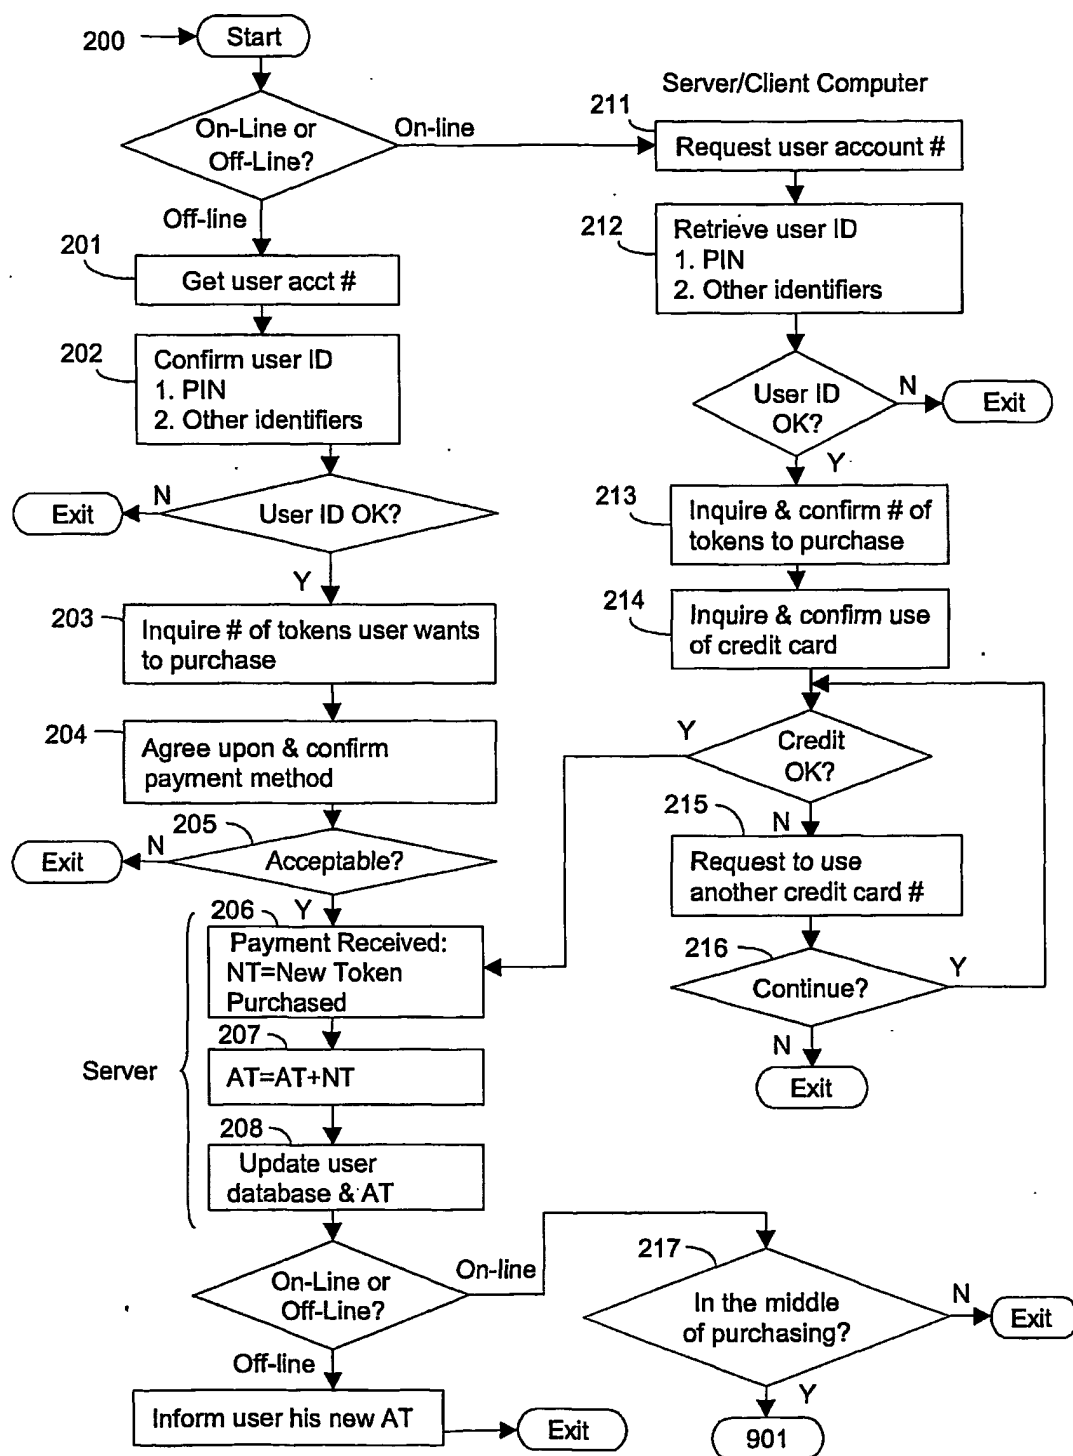 200
Start
Server/Client Computer
On-Line or
Off-Line?
On-line
Off-line
211
Request user account #
212
Retrieve user ID
1. PIN
2. Other identifiers
201
Get user acct #
202
Confirm user ID
1. PIN
2. Other identifiers
User ID
OK?
N
Exit
Y
User ID OK?
N
Exit
Y
213
Inquire & confirm # of
tokens to purchase
214
Inquire & confirm use
of credit card
203
Inquire # of tokens user wants
to purchase
204
Agree upon & confirm
payment method
Credit
OK?
Y
N
215
Request to use
another credit card #
216
Continue?
Y
N
Exit
205
Acceptable?
N
Exit
Y
206
Payment Received:
NT=New Token
Purchased
207
AT=AT+NT
Server
208
Update user
database & AT
On-Line or
Off-Line?
On-line
Off-line
217
In the middle
of purchasing?
N
Exit
Y
901
Inform user his new AT
Exit